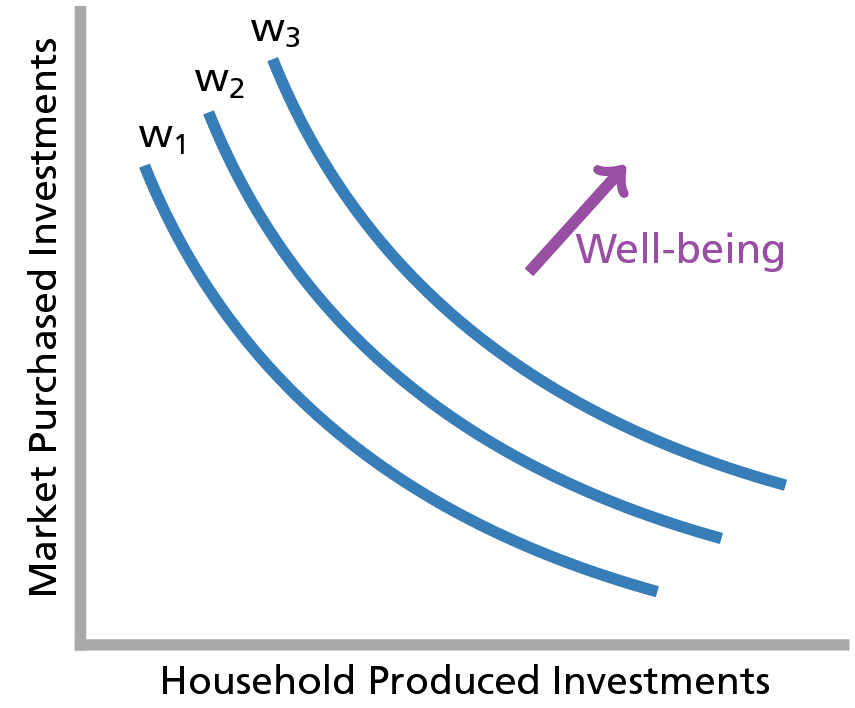 w₃
w₂
w₁
Well-being
Market Purchased Investments
Household Produced Investments